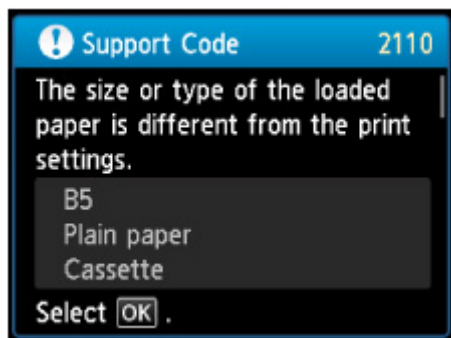 Support Code 2110
The size or type of the loaded
paper is different from the print
settings.
B5
Plain paper
Cassette
Select OK .